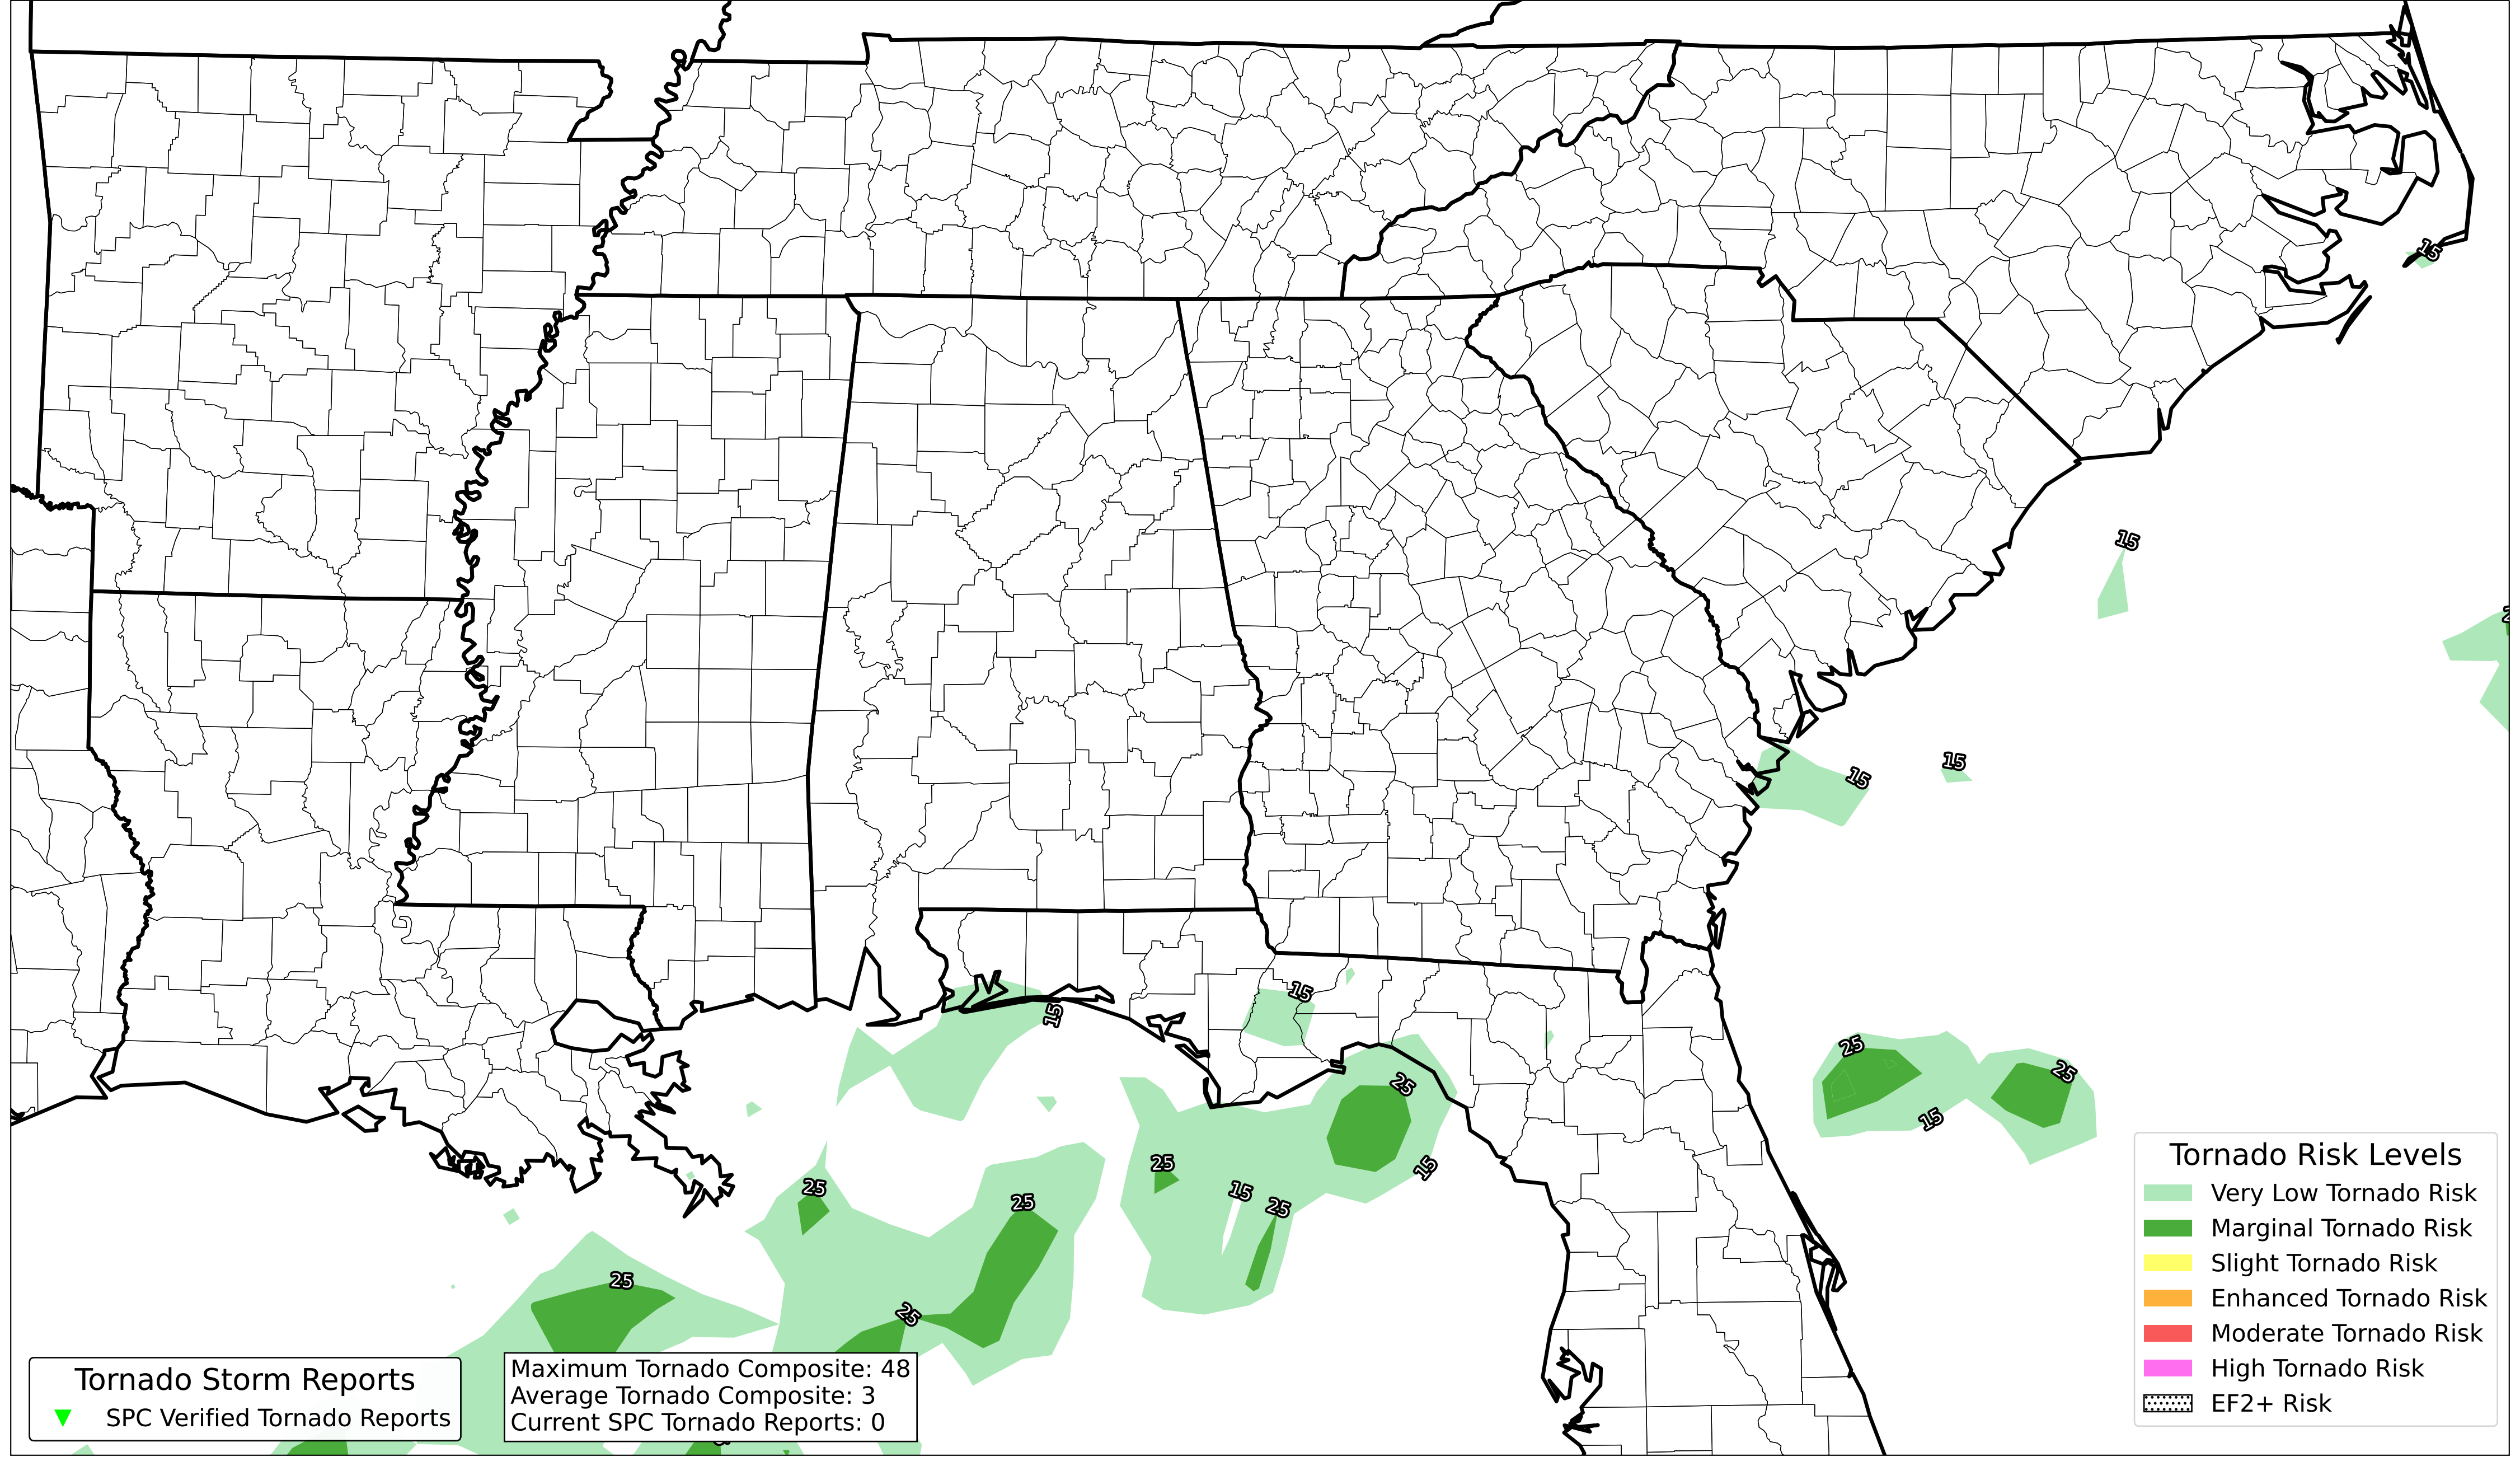 15
15
2
15
15
15
15
25
25
25
15
15
25
15
25
25
15
25
25
25
Tornado Risk Levels
Very Low Tornado Risk
Marginal Tornado Risk
Slight Tornado Risk
Enhanced Tornado Risk
Moderate Tornado Risk
High Tornado Risk
EF2+ Risk
Tornado Storm Reports
SPC Verified Tornado Reports
Maximum Tornado Composite: 48
Average Tornado Composite: 3
Current SPC Tornado Reports: 0